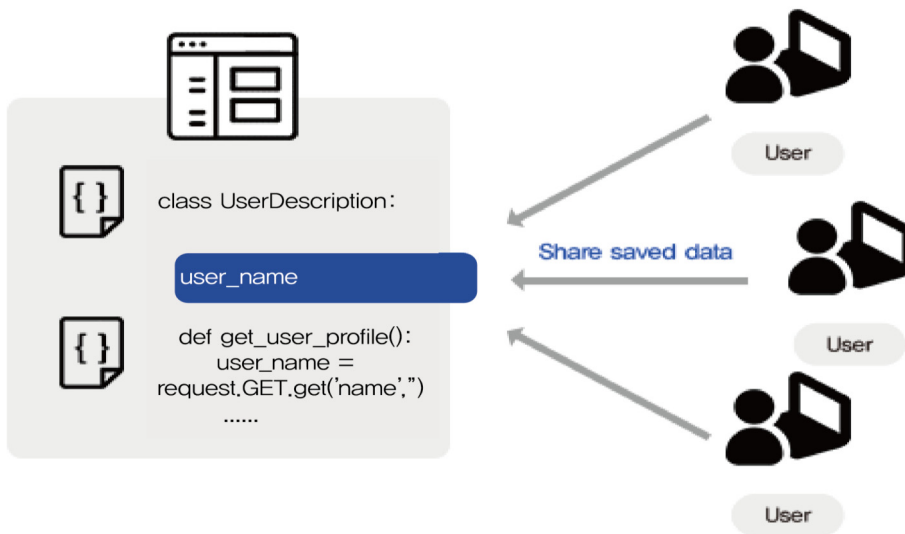 class UserDescription:
user_name
def get_user_profile():
user_name =
request.GET.get('name','')
......
Share saved data
User
User
User